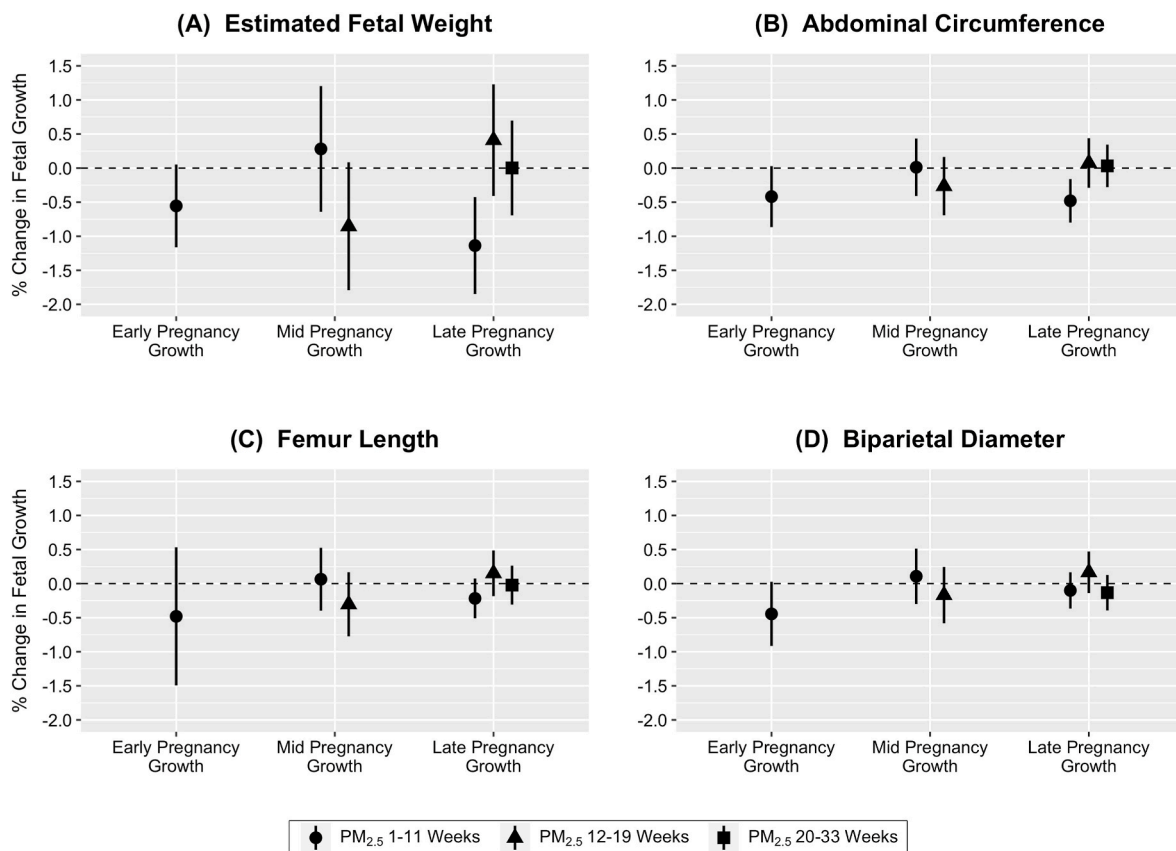 (A) Estimated Fetal Weight
% Change in Fetal Growth
1.5
1.0
0.5
0.0
-0.5
-1.0
-1.5
-2.0
Early Pregnancy
Growth
Mid Pregnancy
Growth
Late Pregnancy
Growth
(B) Abdominal Circumference
1.5
1.0
0.5
0.0
-0.5
-1.0
-1.5
-2.0
Early Pregnancy
Growth
Mid Pregnancy
Growth
Late Pregnancy
Growth
(C) Femur Length
% Change in Fetal Growth
1.5
1.0
0.5
0.0
-0.5
-1.0
-1.5
-2.0
Early Pregnancy
Growth
Mid Pregnancy
Growth
Late Pregnancy
Growth
(D) Biparietal Diameter
1.5
1.0
0.5
0.0
-0.5
-1.0
-1.5
-2.0
Early Pregnancy
Growth
Mid Pregnancy
Growth
Late Pregnancy
Growth
PM2.5 1-11 Weeks PM2.5 12-19 Weeks PM2.5 20-33 Weeks